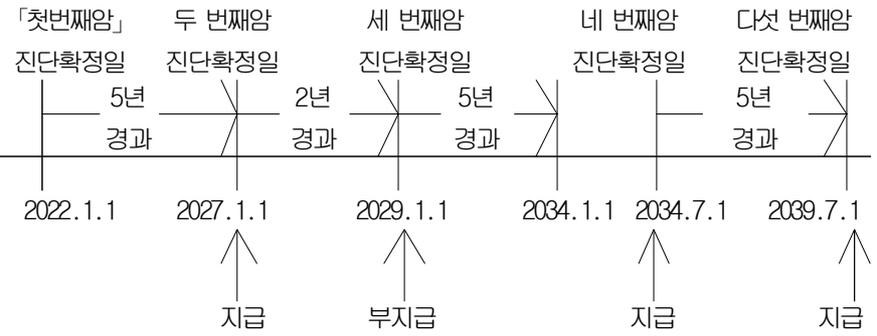 「첫번째암」 두 번째암 세 번째암 네 번째암 다섯 번째암
진단확정일 진단확정일 진단확정일 진단확정일 진단확정일
5년 2년 5년 5년
경과 경과 경과 경과
2022.1.1 2027.1.1 2029.1.1 2034.1.1 2034.7.1 2039.7.1
지급 부지급 지급 지급